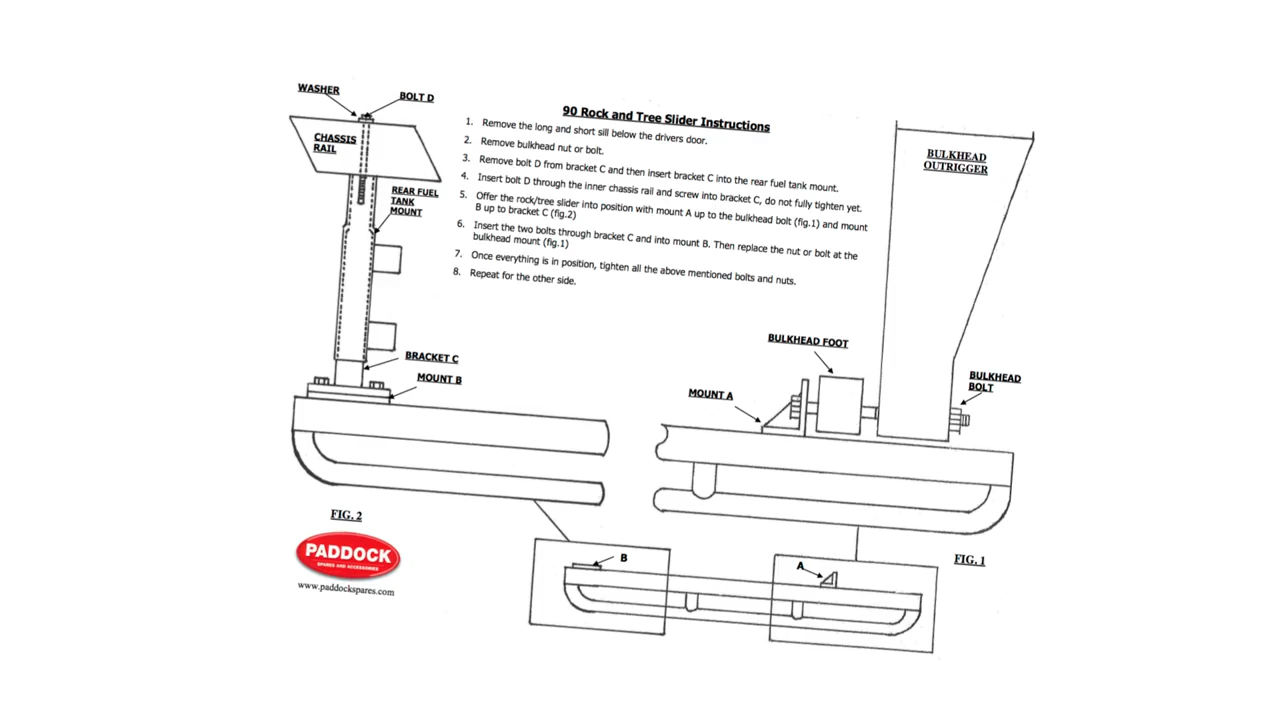 90 Rock and Tree Slider Instructions
1. Remove the long and short sill below the drivers door.
2. Remove bulkhead nut or bolt.
3. Remove bolt D from bracket C and then insert bracket C into the rear fuel tank mount.
4. Insert bolt D through the inner chassis rail and screw into bracket C, do not fully tighten yet.
5. Offer the rock/tree slider into position with mount A up to the bulkhead bolt (fig.1) and mount
B up to bracket C (fig.2)
6. Insert the two bolts through bracket C and into mount B. Then replace the nut or bolt at the
bulkhead mount (fig.1)
7. Once everything is in position, tighten all the above mentioned bolts and nuts.
8. Repeat for the other side.
WASHER
BOLT D
CHASSIS
RAIL
REAR FUEL
TANK
MOUNT
BRACKET C
MOUNT B
BULKHEAD
OUTRIGGER
BULKHEAD FOOT
MOUNT A
BULKHEAD
BOLT
FIG. 2
FIG. 1
B
A
PADDOCK
SPARES AND ACCESSORIES
www.paddockspares.com